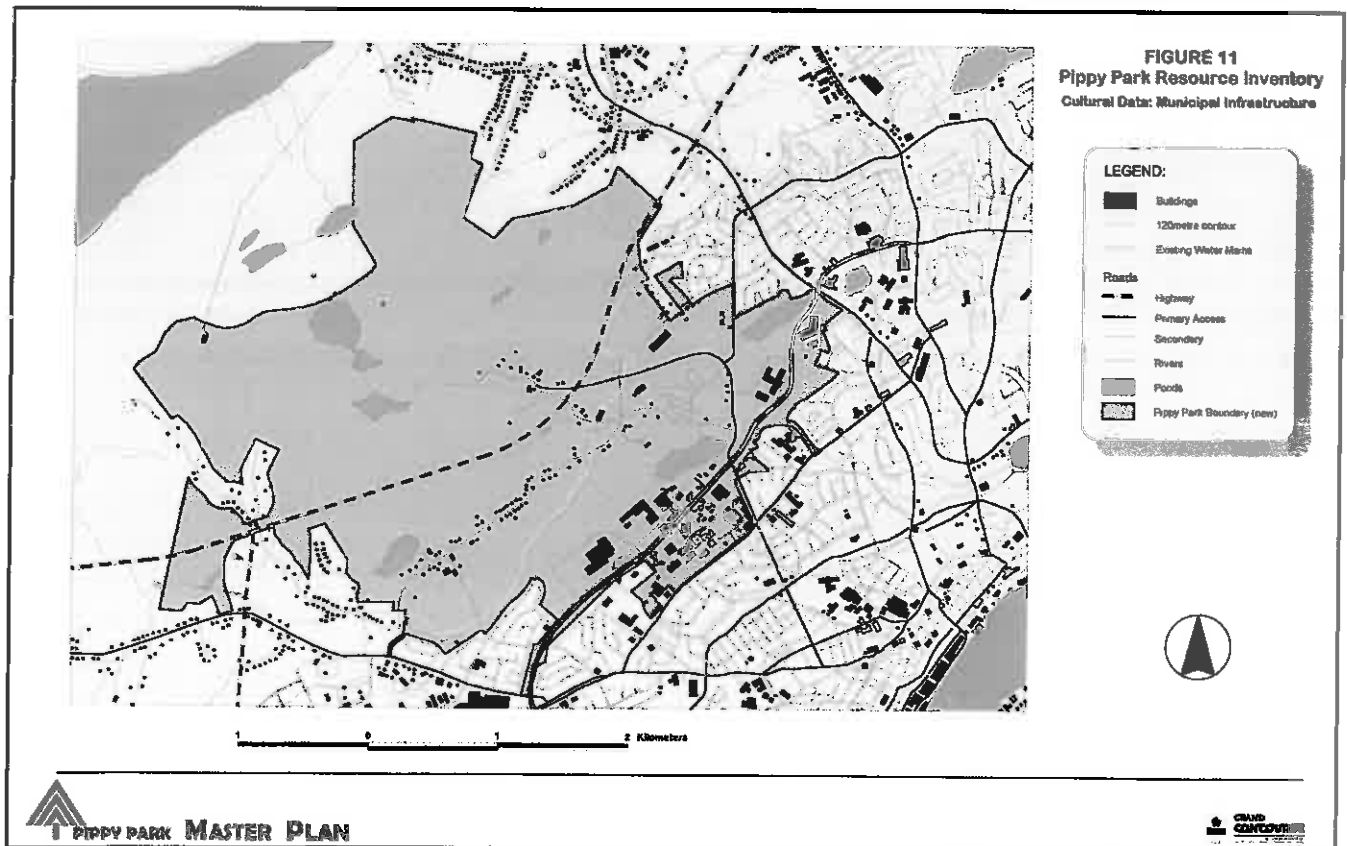 FIGURE 11
Pippy Park Resource Inventory
Cultural Data: Municipal Infrastructure
LEGEND:
Buildings
120metre contour
Existing Water Mains
Roads
Highway
Primary Access
Secondary
Rivers
Ponds
Pippy Park Boundary (new)
1 0 1 2 Kilometers
PIPPY PARK MASTER PLAN
GRAND